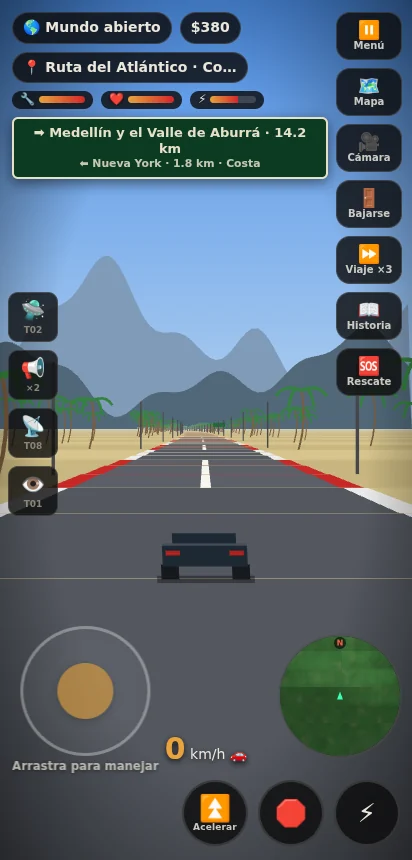 Mundo abierto
$380
Menú
Ruta del Atlántico · Co...
Mapa
➡ Medellín y el Valle de Aburrá · 14.2
km
⬅ Nueva York · 1.8 km · Costa
Cámara
Bajarse
Viaje ×3
T02
Historia
×2
SOS
Rescate
T08
T01
N
0 km/h
Arrastra para manejar
Acelerar